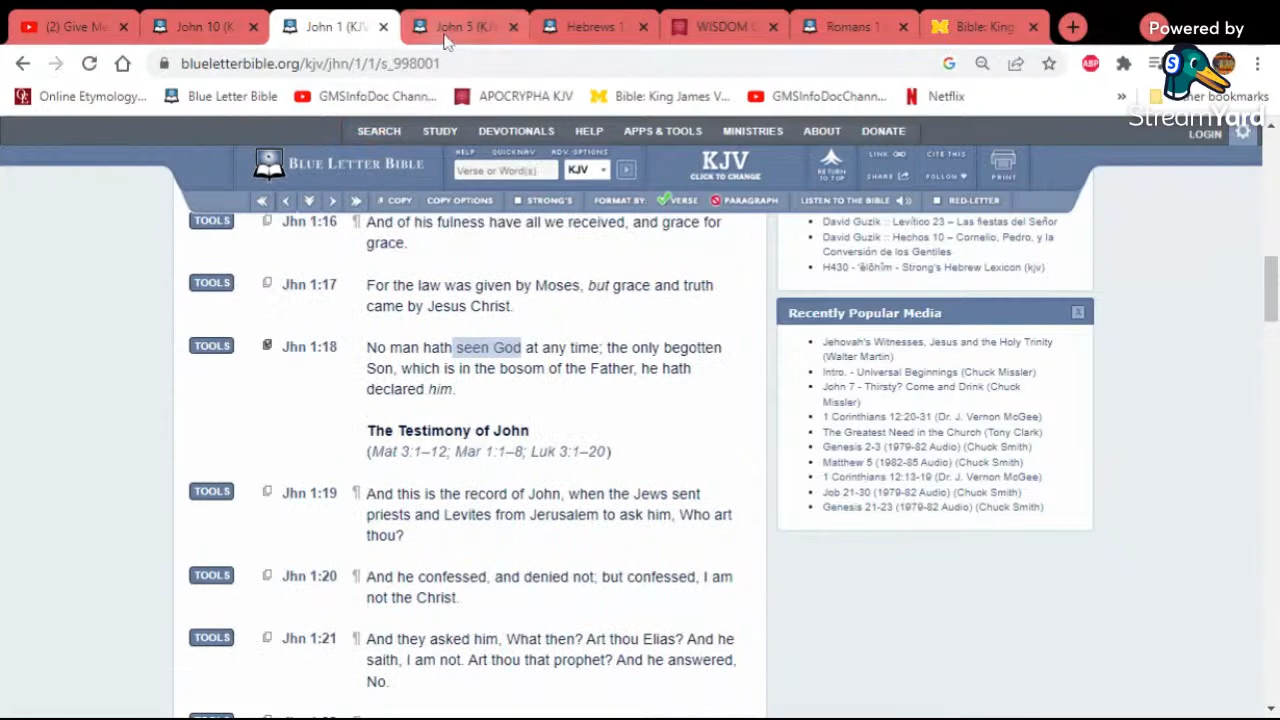 (2) Give Me
John 10 (K
John 1 (KJV
John 5 (KJ
Hebrews 1
WISDOM
Romans 1
Bible: King
Powered by
StreamYard
blueletterbible.org/kjv/jhn/1/1/s_998001
ABP
Online Etymology...
Blue Letter Bible
GMSInfoDoc Chann...
APOCRYPHA KJV
Bible: King James V...
GMSInfoDocChann...
Netflix
»
Other bookmarks
SEARCH STUDY DEVOTIONALS HELP APPS & TOOLS MINISTRIES ABOUT DONATE
LOGIN
BLUE LETTER BIBLE
HELP QUICKNAV ADV. OPTIONS
Verse or Word(s)
KJV
KJV
CLICK TO CHANGE
RETURN
TO TOP
LINK
SHARE
CITE THIS
FOLLOW
PRINT
COPY COPY OPTIONS STRONG'S FORMAT BY: VERSE PARAGRAPH LISTEN TO THE BIBLE RED-LETTER
TOOLS Jhn 1:16 ¶ And of his fulness have all we received, and grace for
grace.
TOOLS Jhn 1:17 For the law was given by Moses, but grace and truth
came by Jesus Christ.
TOOLS Jhn 1:18 No man hath seen God at any time; the only begotten
Son, which is in the bosom of the Father, he hath
declared him.
The Testimony of John
(Mat 3:1–12; Mar 1:1–8; Luk 3:1–20)
TOOLS Jhn 1:19 ¶ And this is the record of John, when the Jews sent
priests and Levites from Jerusalem to ask him, Who art
thou?
TOOLS Jhn 1:20 ¶ And he confessed, and denied not; but confessed, I am
not the Christ.
TOOLS Jhn 1:21 ¶ And they asked him, What then? Art thou Elias? And he
saith, I am not. Art thou that prophet? And he answered,
No.
David Guzik :: Levítico 23 – Las fiestas del Señor
David Guzik :: Hechos 10 – Cornelio, Pedro, y la
Conversión de los Gentiles
H430 - 'ĕlōhîm - Strong's Hebrew Lexicon (kjv)
Recently Popular Media
Jehovah's Witnesses, Jesus and the Holy Trinity
(Walter Martin)
Intro. - Universal Beginnings (Chuck Missler)
John 7 - Thirsty? Come and Drink (Chuck
Missler)
1 Corinthians 12:20-31 (Dr. J. Vernon McGee)
The Greatest Need in the Church (Tony Clark)
Genesis 2-3 (1979-82 Audio) (Chuck Smith)
Matthew 5 (1982-85 Audio) (Chuck Smith)
1 Corinthians 12:13-19 (Dr. J. Vernon McGee)
Job 21-30 (1979-82 Audio) (Chuck Smith)
Genesis 21-23 (1979-82 Audio) (Chuck Smith)